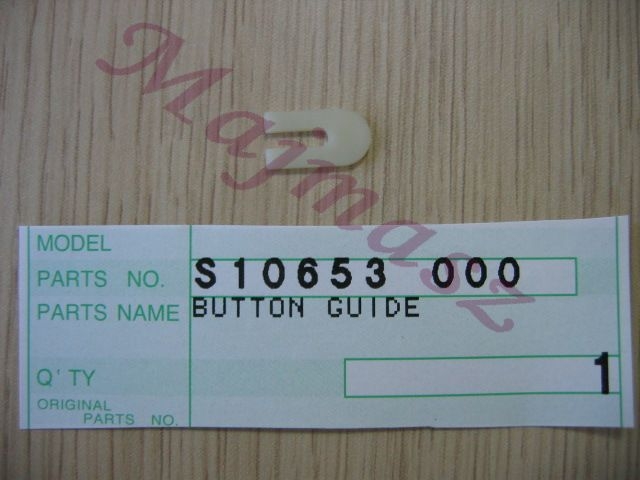 Majmasz
MODEL
PARTS NO. S10653 000
PARTS NAME BUTTON GUIDE
Q'TY 1
ORIGINAL
PARTS NO.